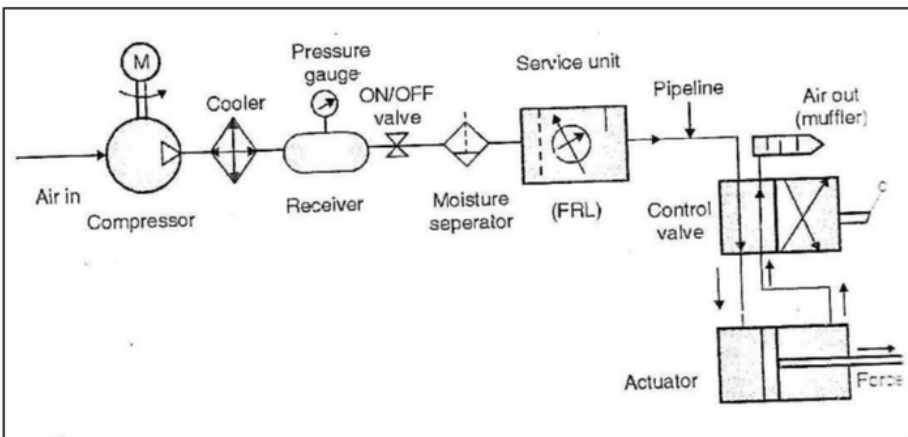 M
Pressure
gauge
Cooler
ON/OFF
valve
Service unit
Pipeline
Air out
(muffler)
Air in
Compressor
Receiver
Moisture
seperator
(FRL)
Control
valve
C
Actuator
Force